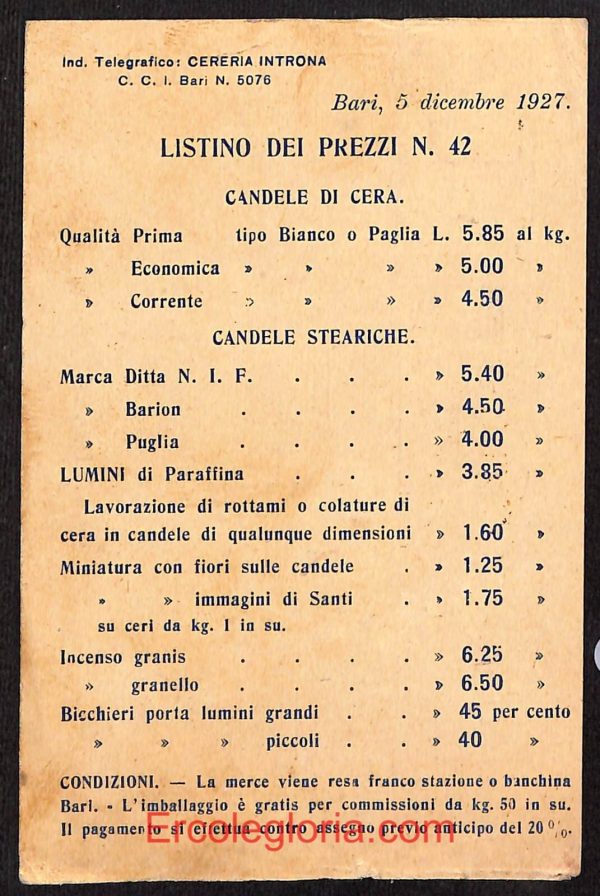 Ind. Telegrafico: CERERIA INTRONA
C. C. I. Bari N. 5076
Bari, 5 dicembre 1927.
LISTINO DEI PREZZI N. 42
CANDELE DI CERA.
Qualità Prima tipo Bianco o Paglia L. 5.85 al kg.
» Economica » » » » 5.00 »
» Corrente » » » » 4.50 »
CANDELE STEARICHE.
Marca Ditta N. I. F. . . . » 5.40 »
» Barion . . . . » 4.50 »
» Puglia . . . . » 4.00 »
LUMINI di Paraffina . . . » 3.85 »
Lavorazione di rottami o colature di
cera in candele di qualunque dimensioni » 1.60 »
Miniatura con fiori sulle candele . » 1.25 »
» » immagini di Santi . » 1.75 »
su ceri da kg. 1 in su.
Incenso granis . . . . » 6.25 »
» granello . . . . » 6.50 »
Bicchieri porta lumini grandi . . » 45 per cento
» » » piccoli . . » 40 »
CONDIZIONI. — La merce viene resa franco stazione o banchina
Bari. - L'imballaggio è gratis per commissioni da kg. 50 in su.
Il pagamento si effettua contro assegno previo anticipo del 20%.
Ercolegloria.com